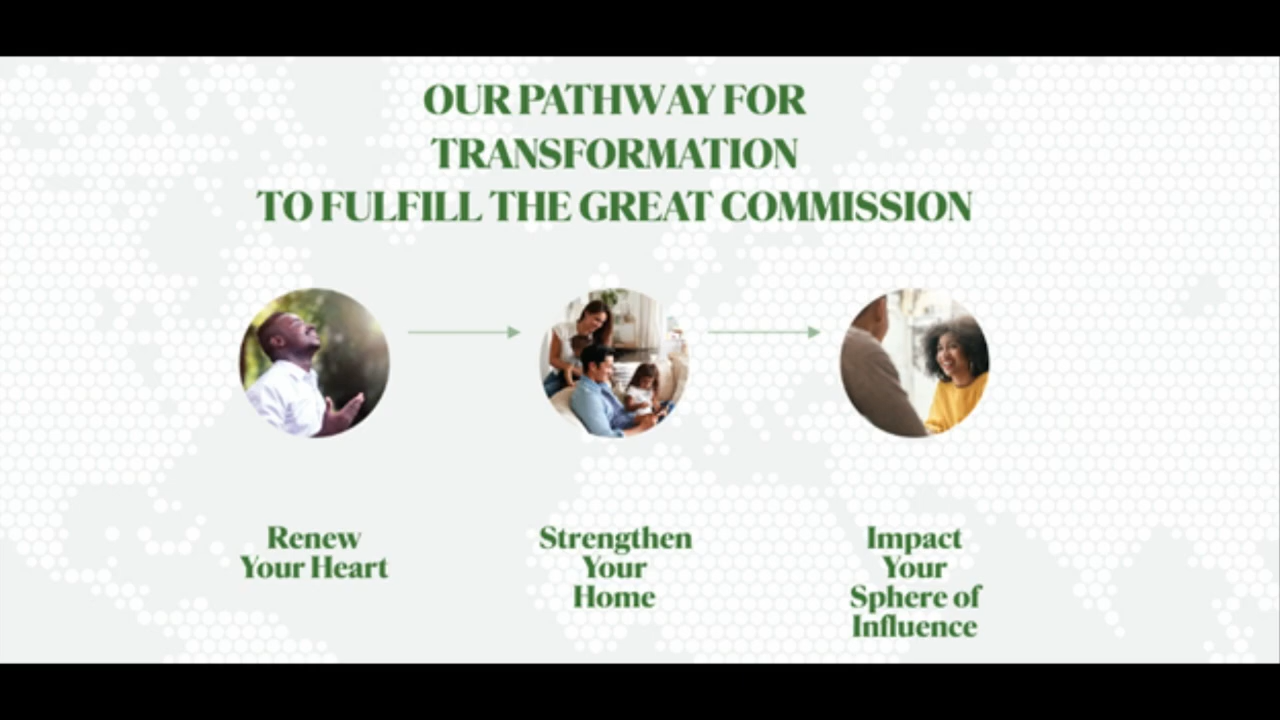 OUR PATHWAY FOR
TRANSFORMATION
TO FULFILL THE GREAT COMMISSION
Renew
Your Heart
Strengthen
Your
Home
Impact
Your
Sphere of
Influence